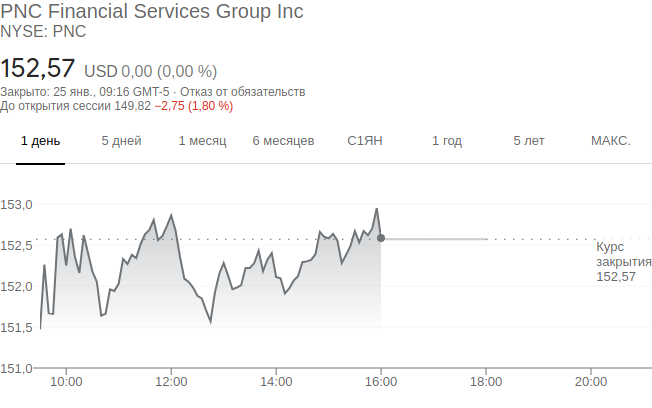 PNC Financial Services Group Inc
NYSE: PNC
152,57 USD 0,00 (0,00 %)
Закрыто: 25 янв., 09:16 GMT-5 · Отказ от обязательств
До открытия сессии 149,82 −2,75 (1,80 %)
1 день 5 дней 1 месяц 6 месяцев С1ЯН 1 год 5 лет МАКС.
153,0
152,5
152,0
151,5
151,0
Курс
закрытия
152,57
10:00 12:00 14:00 16:00 18:00 20:00